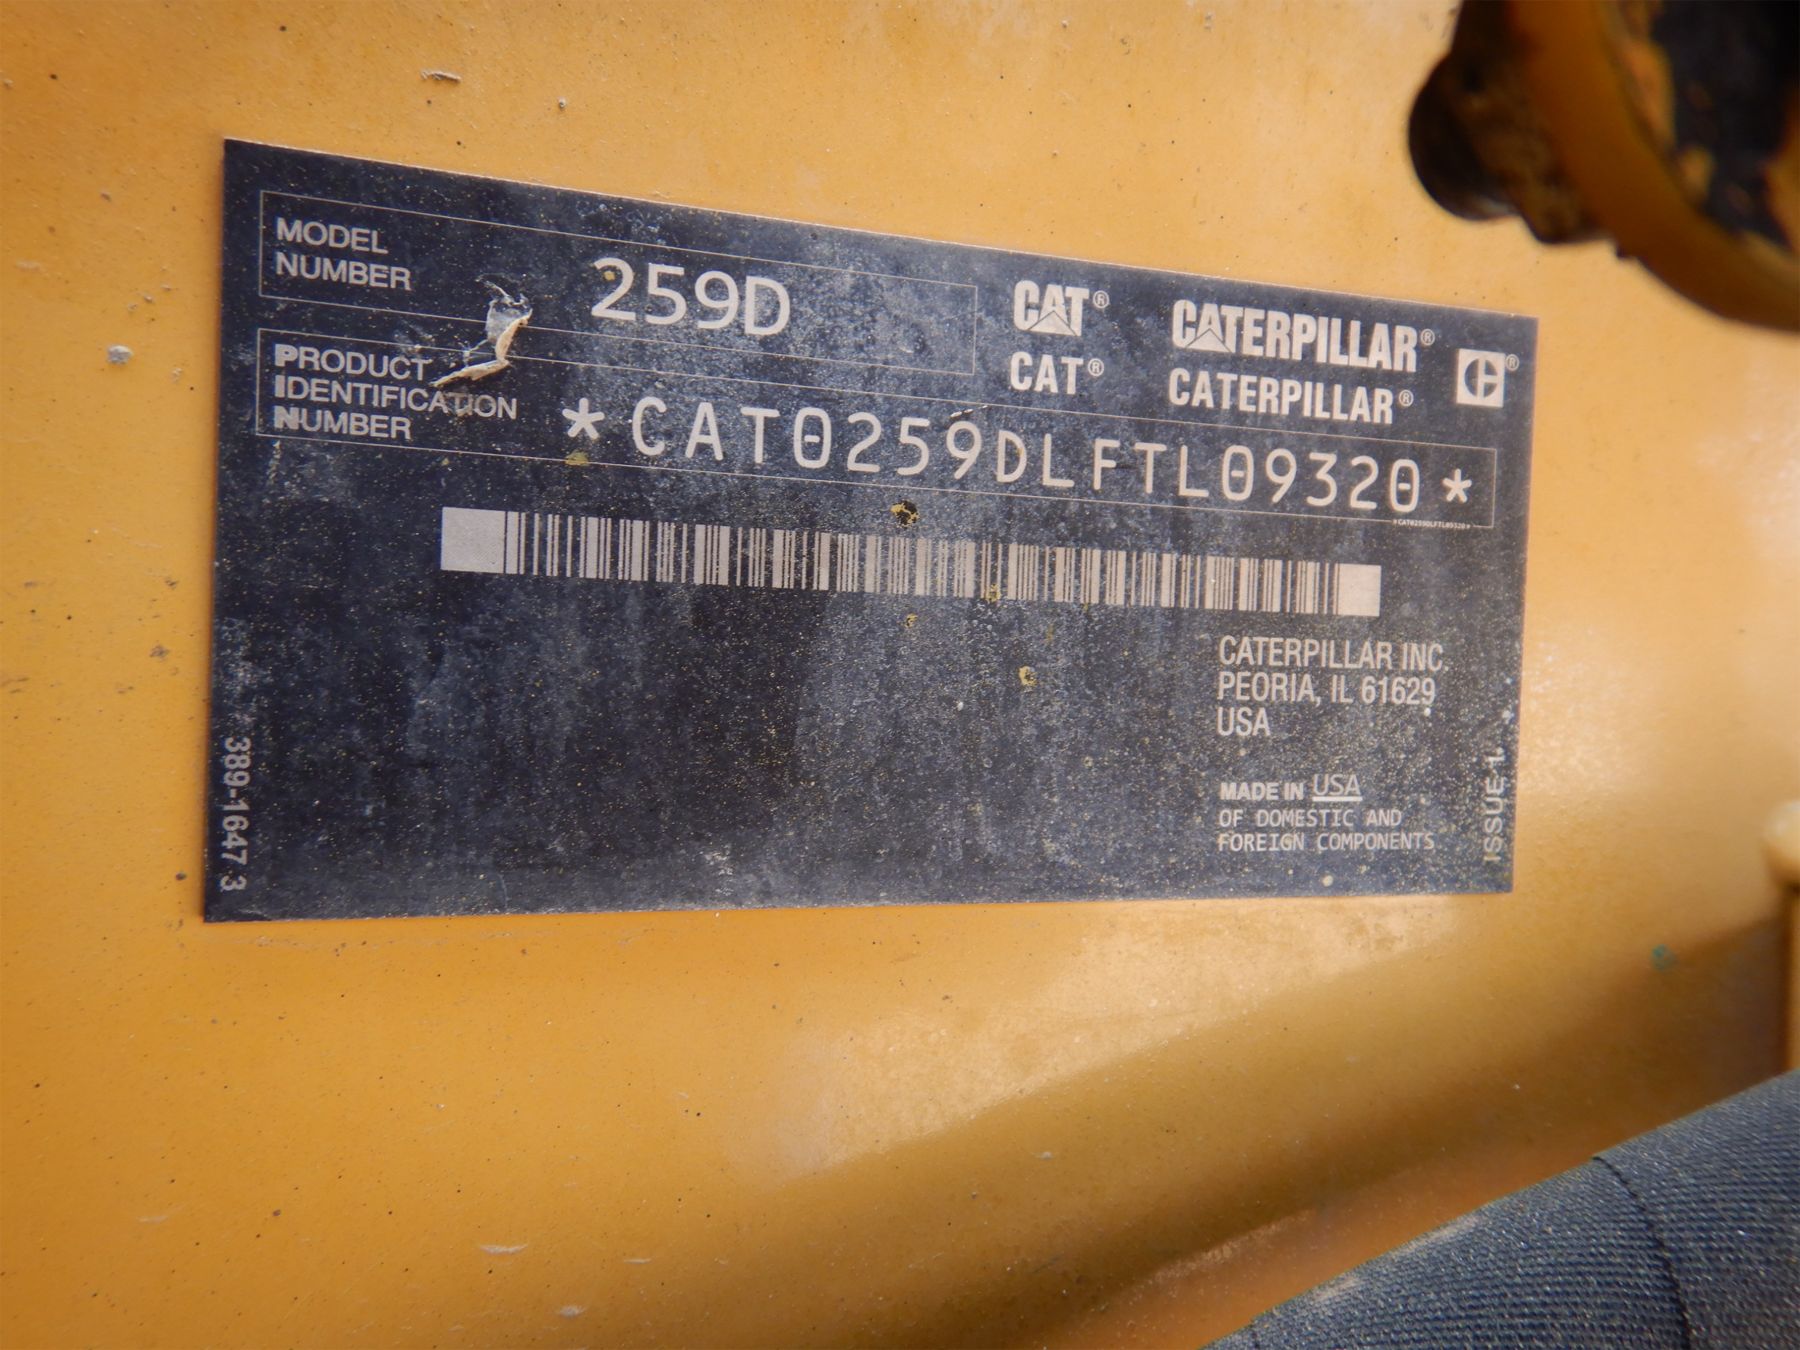 MODEL
NUMBER
259D
CAT® CATERPILLAR®
CAT® CATERPILLAR® C®
PRODUCT
IDENTIFICATION
NUMBER
*CAT0259DLFTL09320*
*CAT0259DLFTL09320*
CATERPILLAR INC.
PEORIA, IL 61629
USA
MADE IN USA
OF DOMESTIC AND
FOREIGN COMPONENTS
389-1647 3
ISSUE 1.